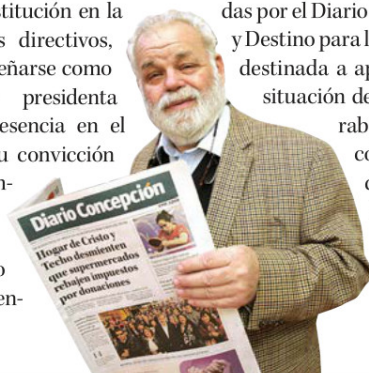 stitución en la
s directivos,
eñarse como
presidenta
esencia en el
u convicción
n-
o
en-
das por el Diario
y Destino para l
destinada a ap
situación de
rab
co
Diario Concepción
Hogar de Cristo y
Techo desmienten
que supermercados
rebajen impuestos
por donaciones